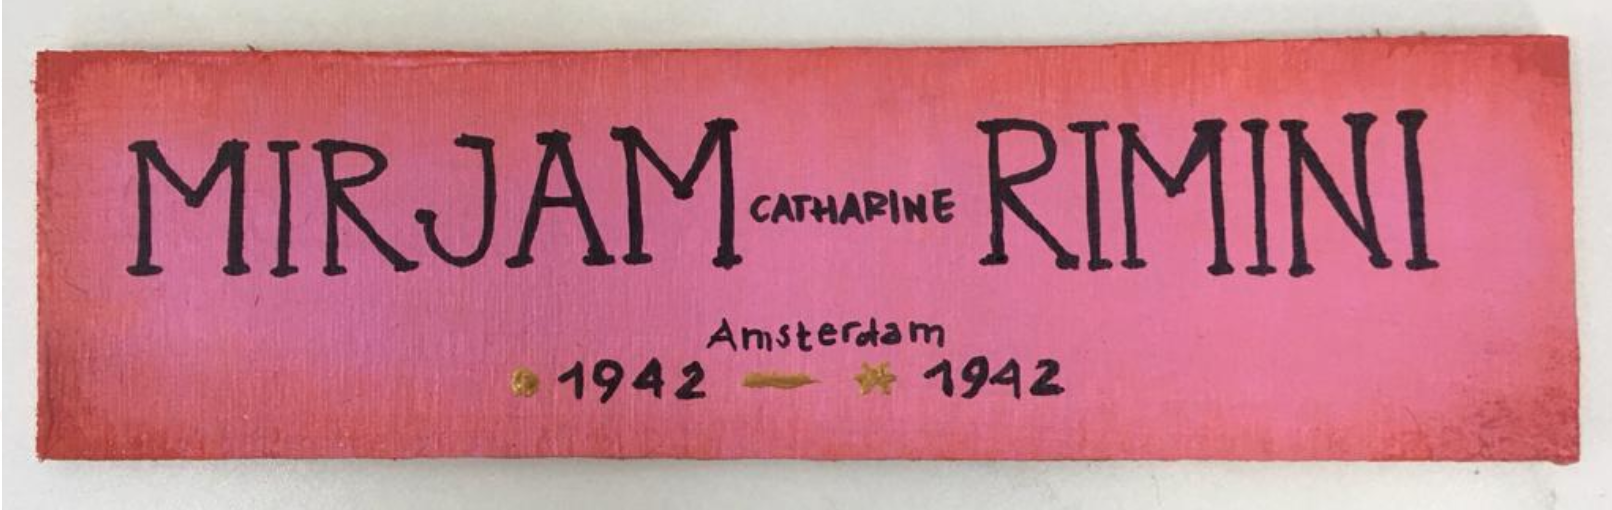 MIRJAM CATHARINE RIMINI
Amsterdam
1942 — * 1942